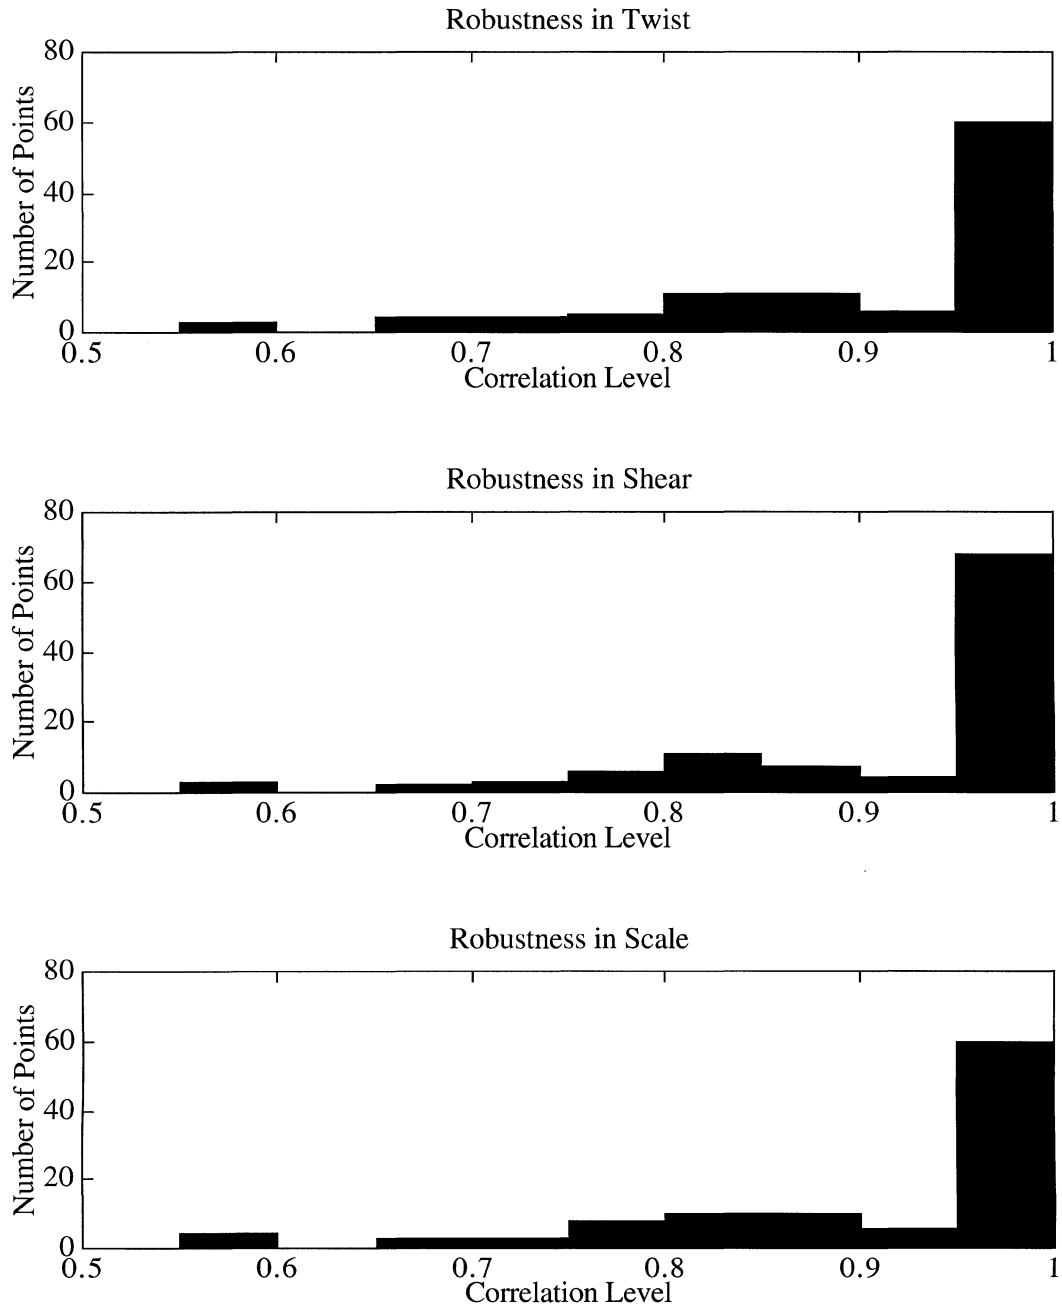 Robustness in Twist
80
60
40
20
0
Number of Points
0.5 0.6 0.7 0.8 0.9 1
Correlation Level
Robustness in Shear
80
60
40
20
0
Number of Points
0.5 0.6 0.7 0.8 0.9 1
Correlation Level
Robustness in Scale
80
60
40
20
0
Number of Points
0.5 0.6 0.7 0.8 0.9 1
Correlation Level